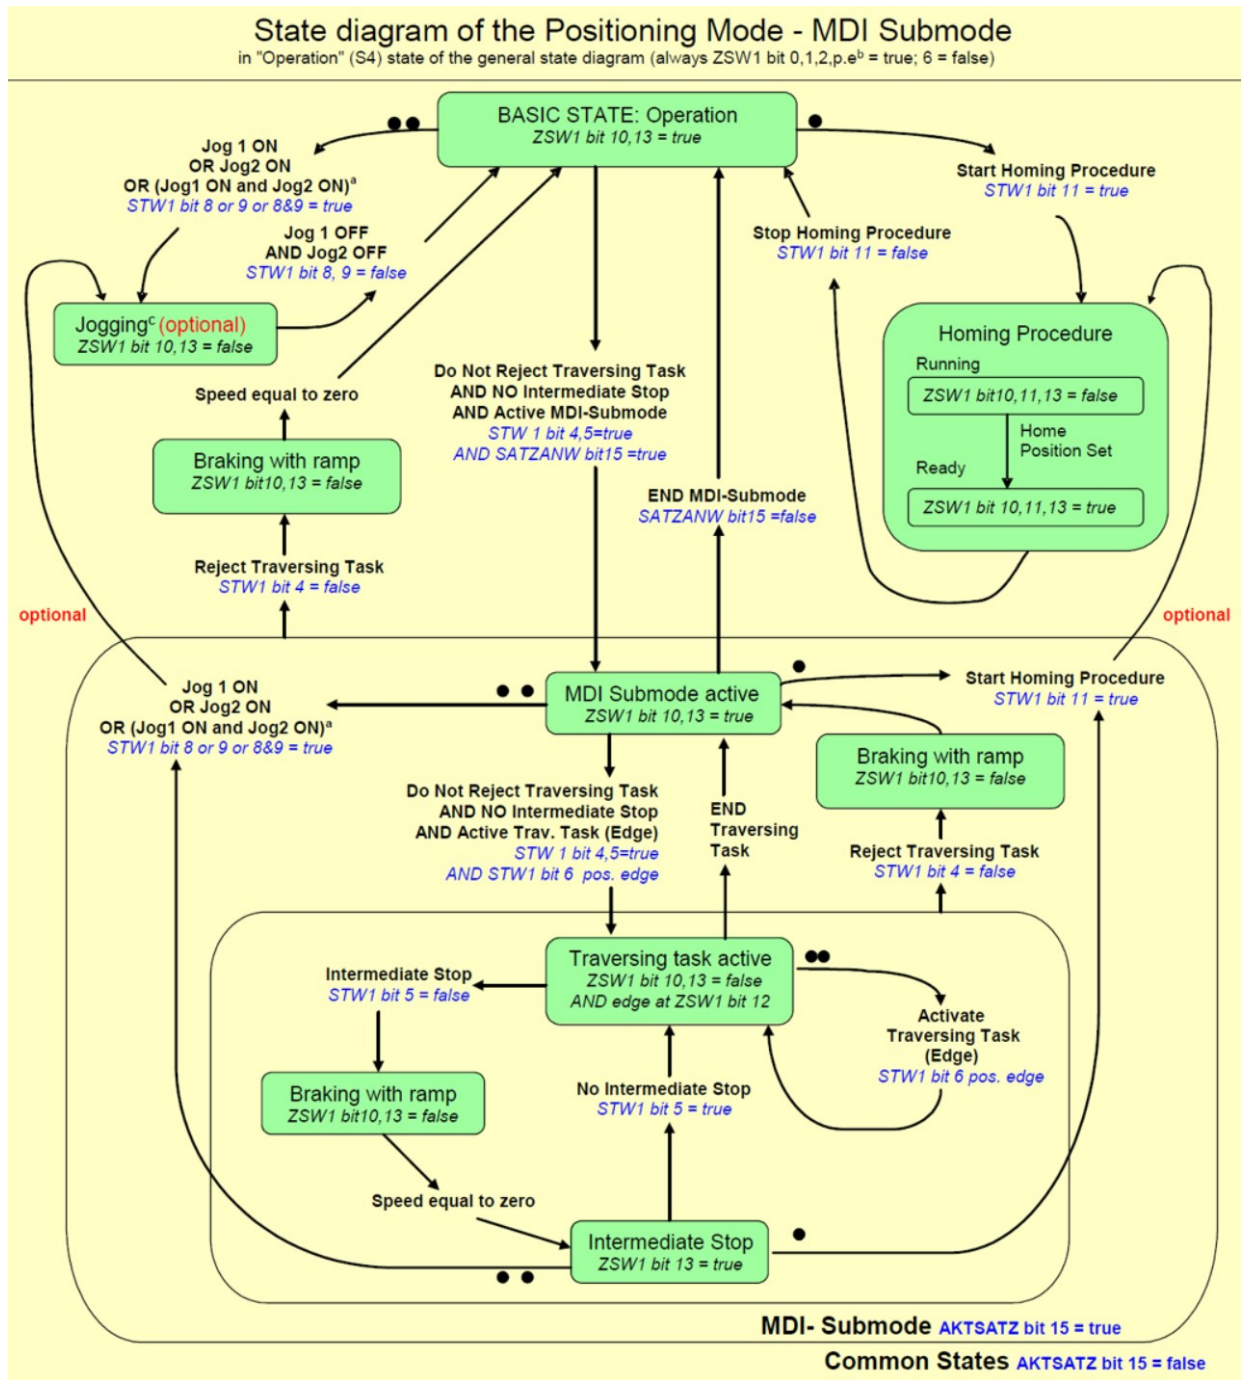 State diagram of the Positioning Mode - MDI Submode
in "Operation" (S4) state of the general state diagram (always ZSW1 bit 0,1,2,p.eᵇ = true; 6 = false)
BASIC STATE: Operation
ZSW1 bit 10,13 = true
Jog 1 ON
OR Jog2 ON
OR (Jog1 ON and Jog2 ON)ᵃ
STW1 bit 8 or 9 or 8&9 = true
Start Homing Procedure
STW1 bit 11 = true
Jog 1 OFF
AND Jog2 OFF
STW1 8, 9 = false
Stop Homing Procedure
STW1 bit 11 = false
Joggingᶜ (optional)
ZSW1 bit 10,13 = false
Homing Procedure
Running
ZSW1 bit10,11,13 = false
Home
Position Set
Ready
ZSW1 bit 10,11,13 = true
Speed equal to zero
Do Not Reject Traversing Task
AND NO Intermediate Stop
AND Active MDI-Submode
STW 1 bit 4,5=true
AND SATZANW bit15 =true
Braking with ramp
ZSW1 bit10,13 = false
END MDI-Submode
SATZANW bit15 =false
Reject Traversing Task
STW1 bit 4 = false
optional
optional
MDI Submode active
ZSW1 bit 10,13 = true
Start Homing Procedure
STW1 bit 11 = true
Jog 1 ON
OR Jog2 ON
OR (Jog1 ON and Jog2 ON)ᵃ
STW1 bit 8 or 9 or 8&9 = true
Braking with ramp
ZSW1 bit10,13 = false
Do Not Reject Traversing Task
AND NO Intermediate Stop
AND Active Trav. Task (Edge)
STW 1 bit 4,5=true
AND STW1 bit 6 pos. edge
END
Traversing
Task
Reject Traversing Task
STW1 bit 4 = false
Traversing task active
ZSW1 bit 10,13 = false
AND edge at ZSW1 bit 12
Intermediate Stop
STW1 bit 5 = false
Activate
Traversing Task
(Edge)
STW1 bit 6 pos. edge
Braking with ramp
ZSW1 bit10,13 = false
No Intermediate Stop
STW1 bit 5 = true
Speed equal to zero
Intermediate Stop
ZSW1 bit 13 = true
MDI- Submode AKTSATZ bit 15 = true
Common States AKTSATZ bit 15 = false